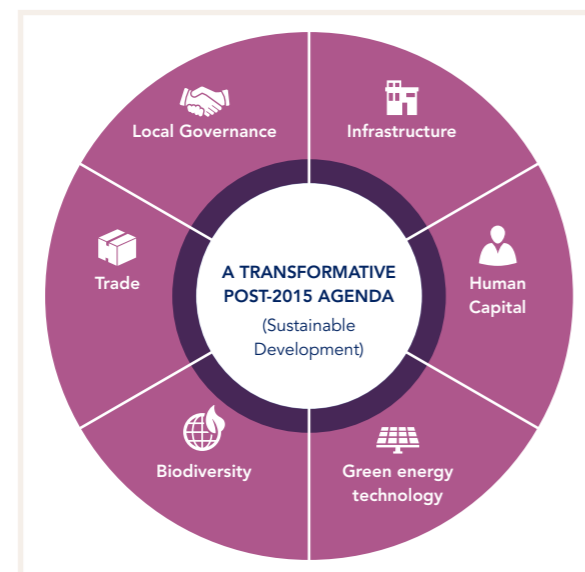 Local Governance
Infrastructure
Trade
A TRANSFORMATIVE
POST-2015 AGENDA
(Sustainable
Development)
Human
Capital
Biodiversity
Green energy
technology